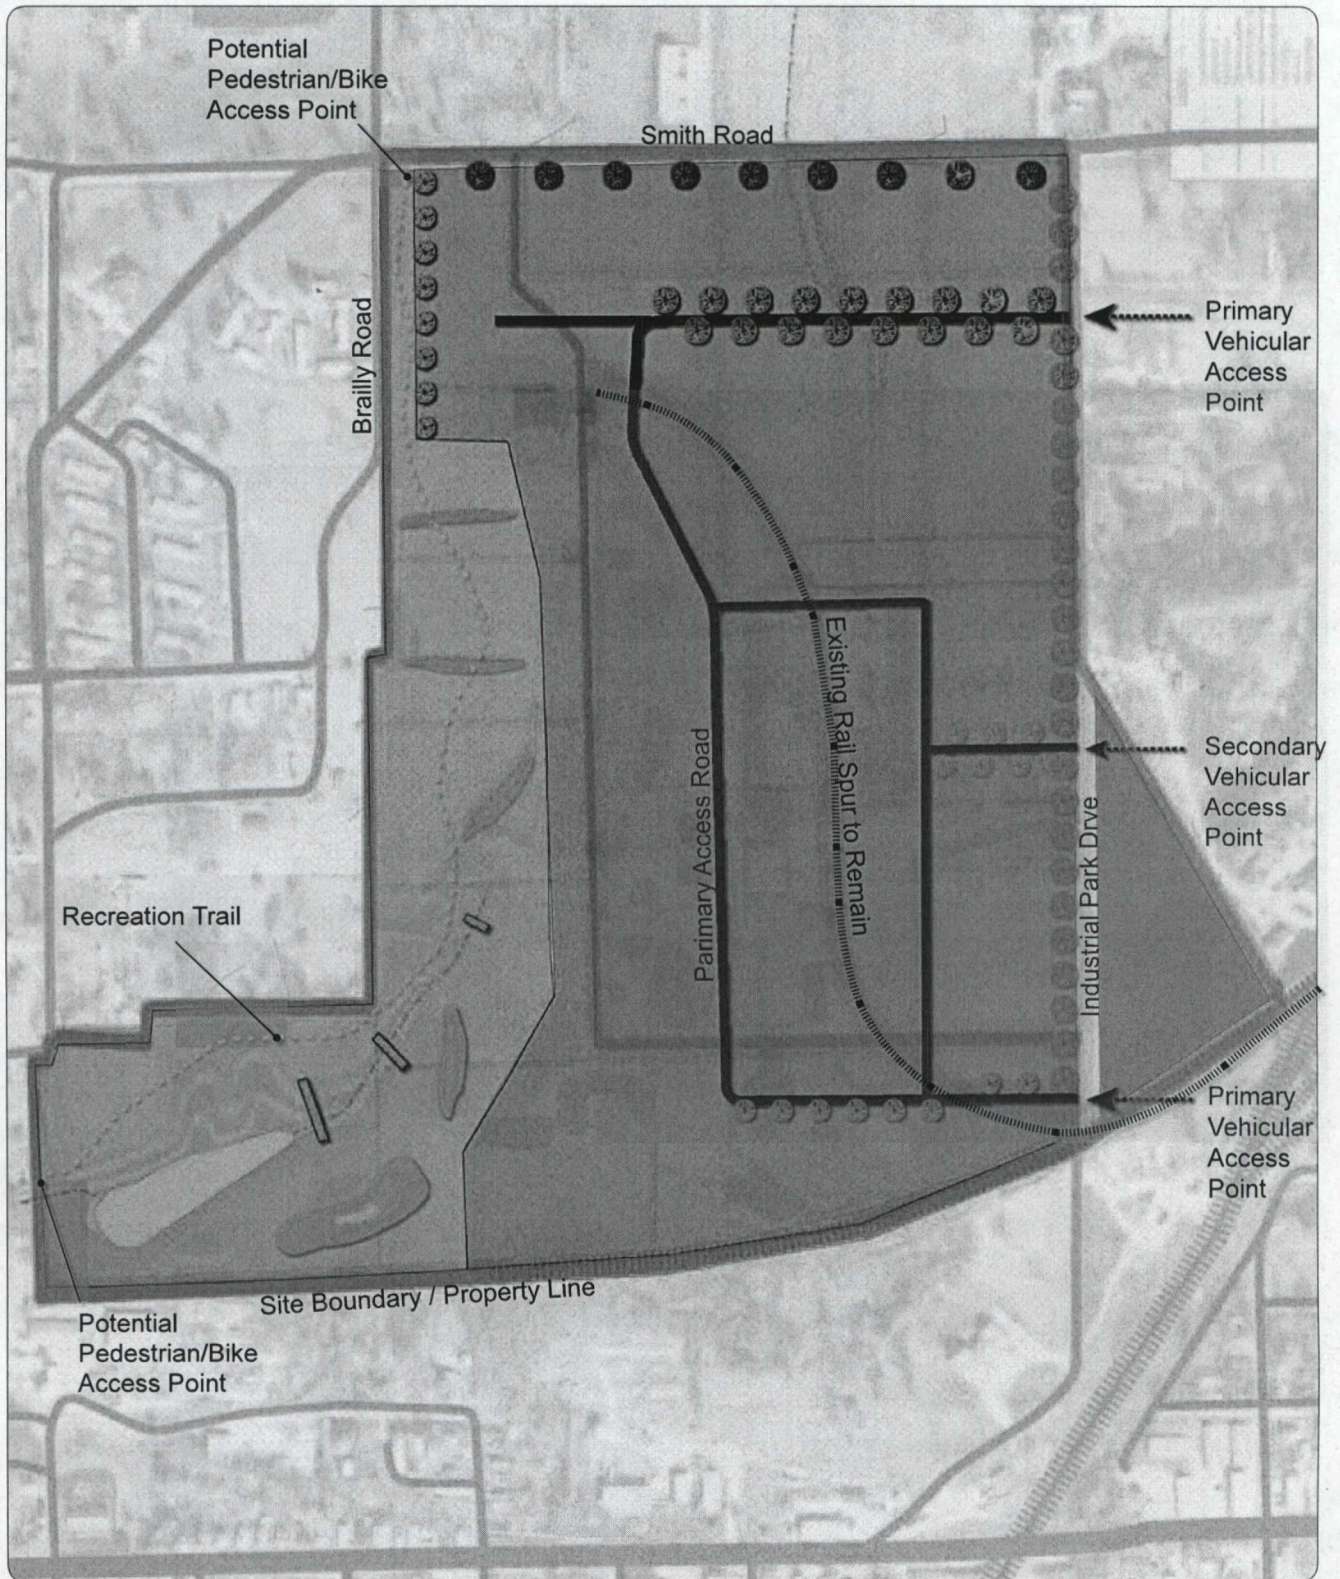 Potential
Pedestrian/Bike
Access Point
Smith Road
Brailly Road
Primary
Vehicular
Access
Point
Existing Rail Spur to Remain
Parimary Access Road
Secondary
Vehicular
Access
Point
Industrial Park Drve
Recreation Trail
Primary
Vehicular
Access
Point
Site Boundary / Property Line
Potential
Pedestrian/Bike
Access Point